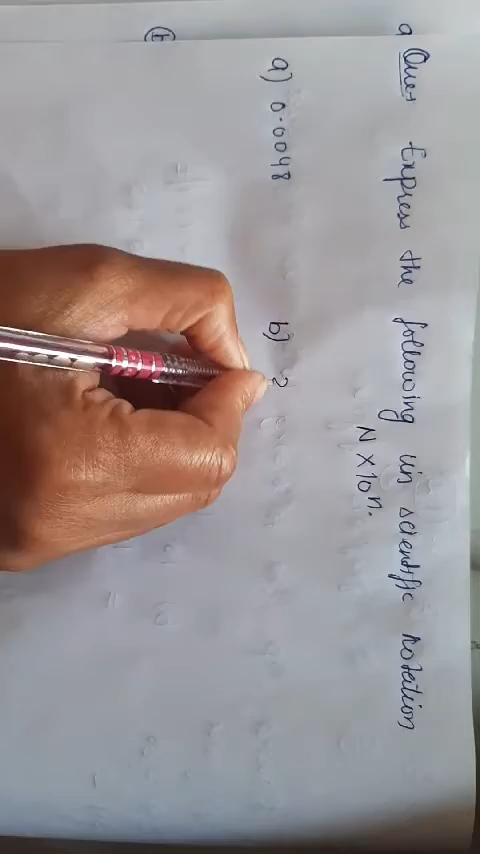 Ques Express the following in scientific notation
N × 10n.
a) 0.0048 b) 2